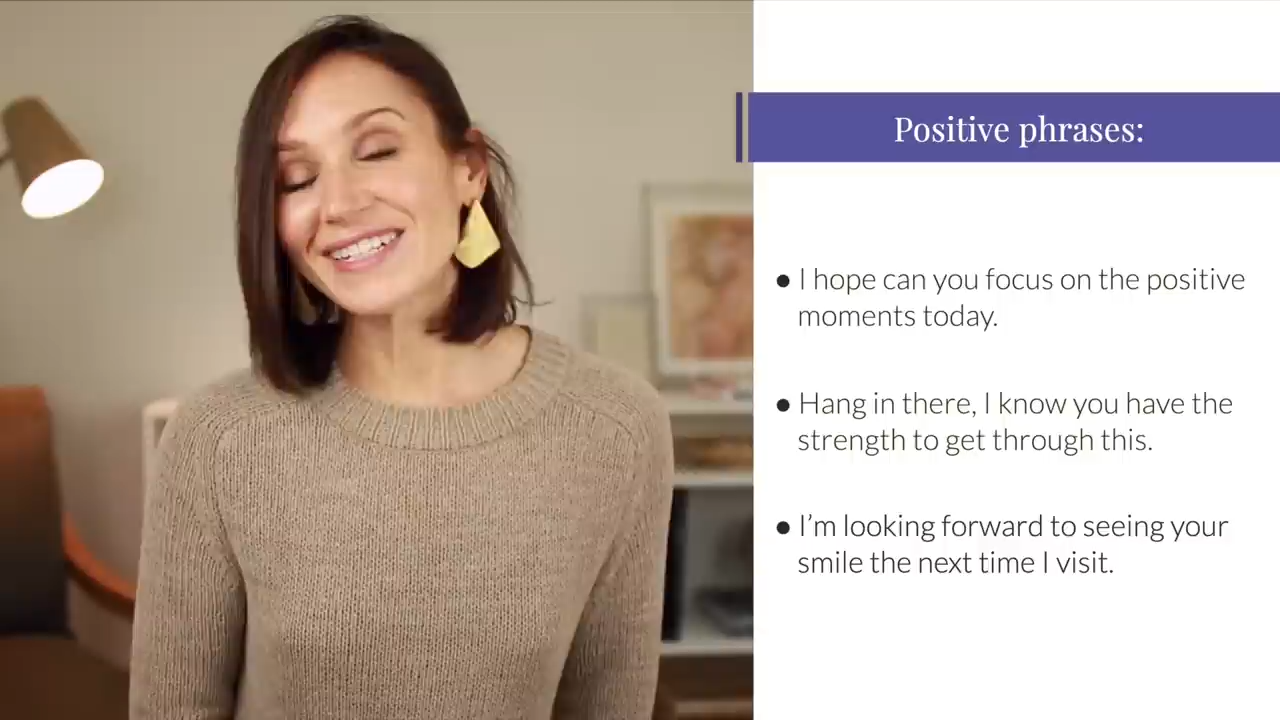 Positive phrases:
● I hope can you focus on the positive
moments today.
● Hang in there, I know you have the
strength to get through this.
● I’m looking forward to seeing your
smile the next time I visit.